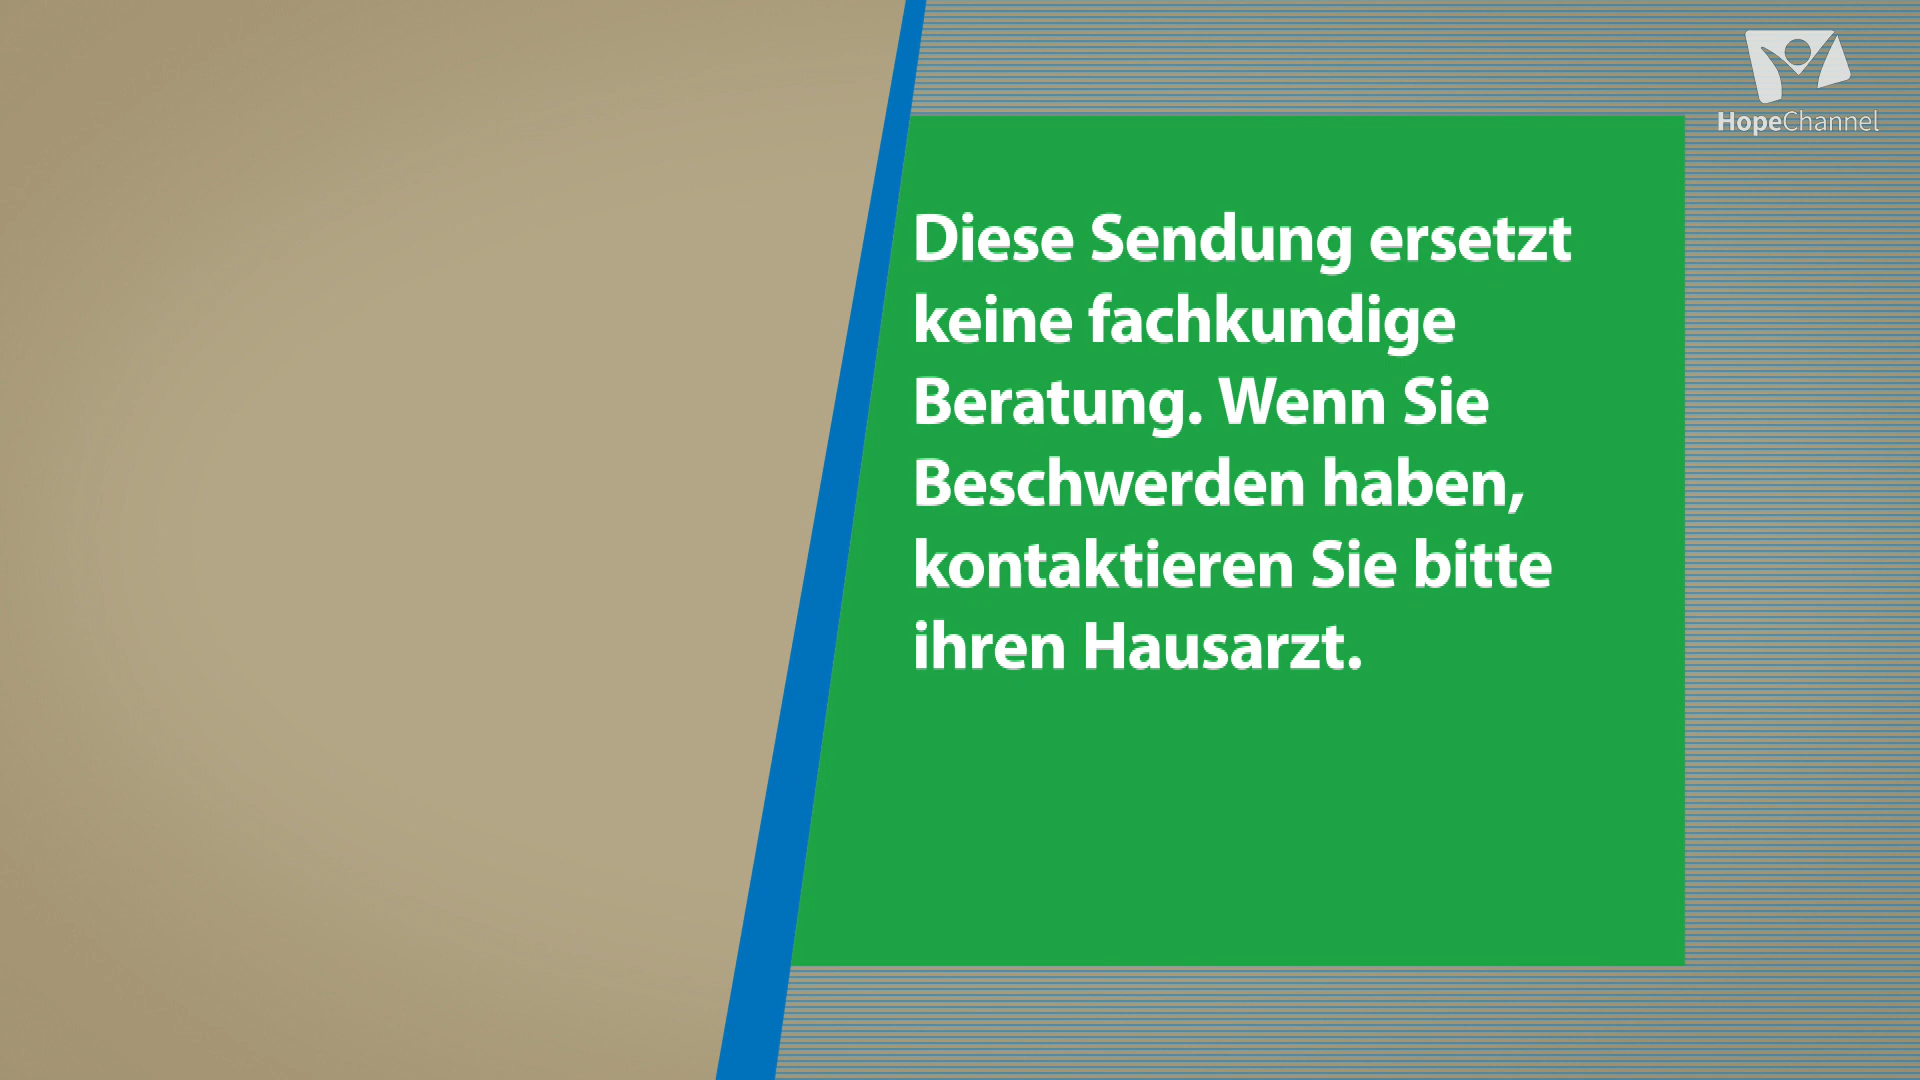 HopeChannel
Diese Sendung ersetzt
keine fachkundige
Beratung. Wenn Sie
Beschwerden haben,
kontaktieren Sie bitte
ihren Hausarzt.